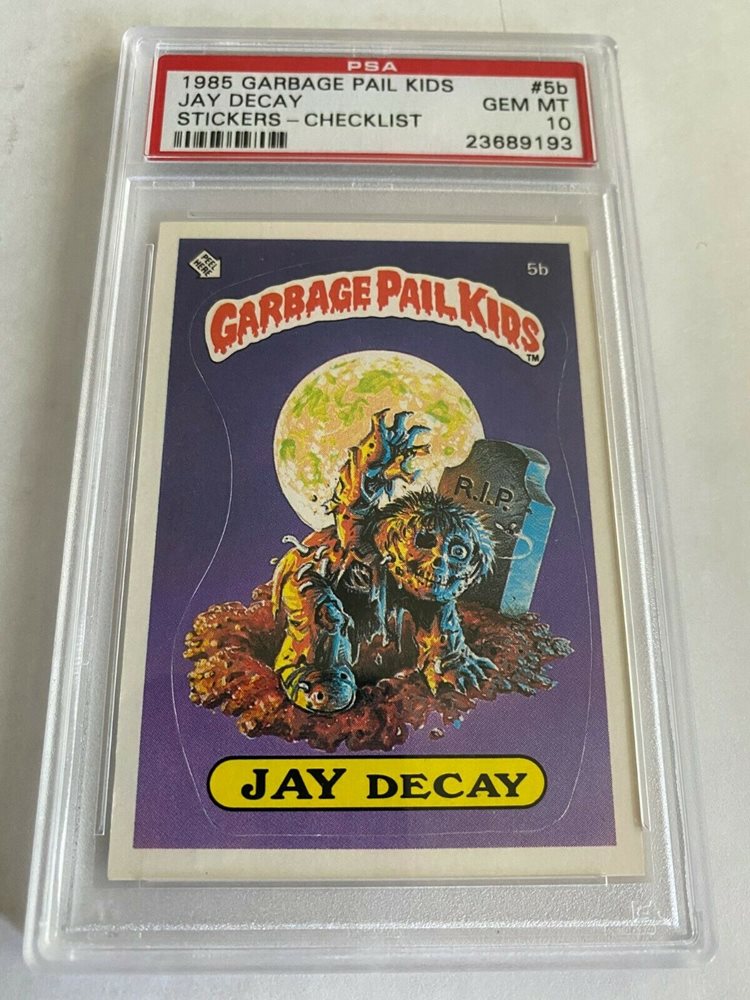 PSA
1985 GARBAGE PAIL KIDS #5b
JAY DECAY GEM MT
STICKERS – CHECKLIST 10
23689193
PEEL HERE
5b
GARBAGE PAIL KIDS
TM
R.I.P.
JAY DECAY